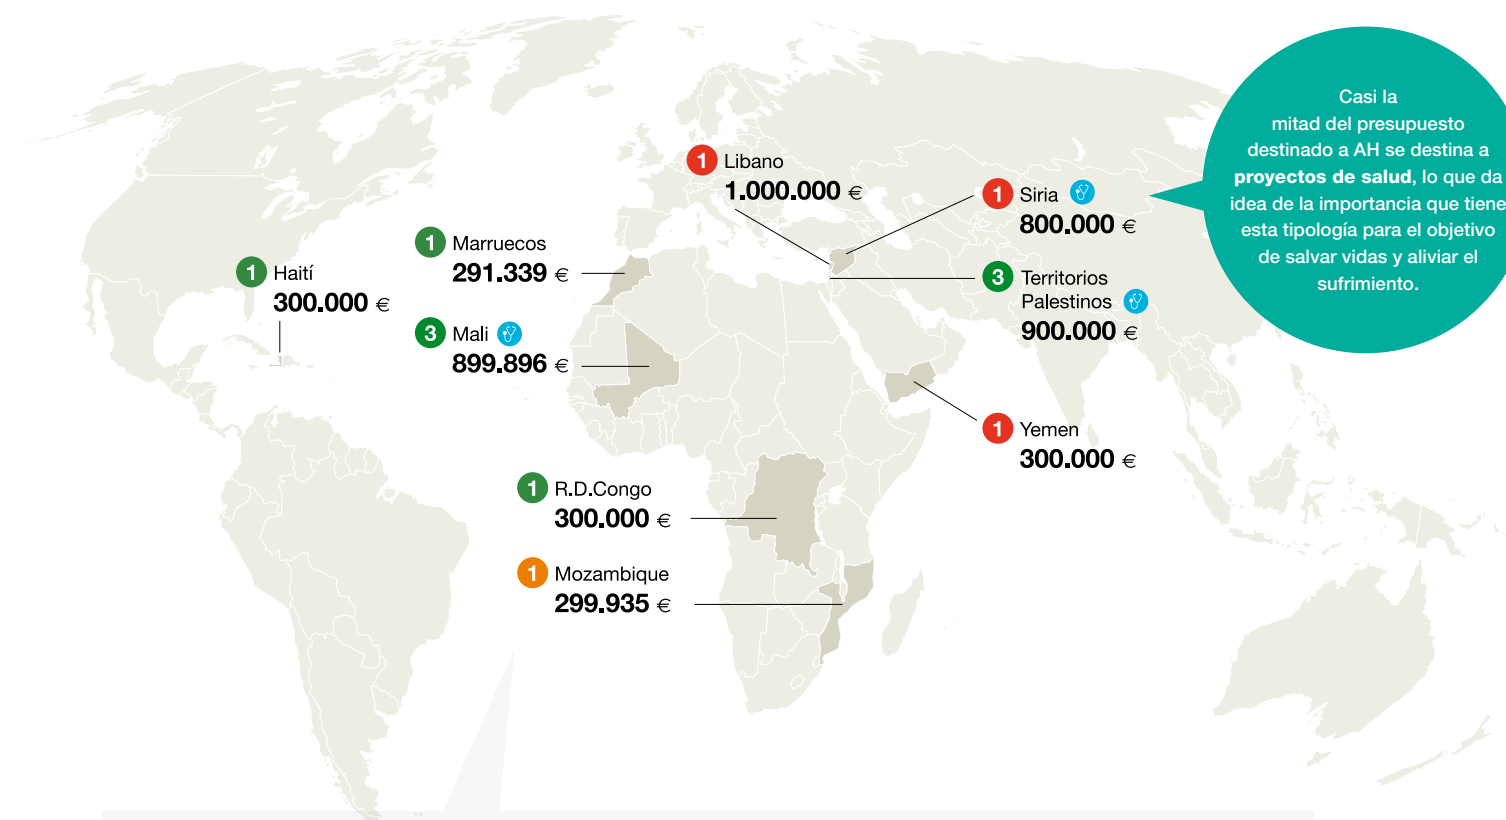 Casi la
mitad del presupuesto
destinado a AH se destina a
proyectos de salud, lo que da
idea de la importancia que tiene
esta tipología para el objetivo
de salvar vidas y aliviar el
sufrimiento.
1 Libano
1.000.000 €
1 Siria
800.000 €
1 Marruecos
291.339 €
1 Haití
300.000 €
3 Territorios
Palestinos
900.000 €
3 Mali
899.896 €
1 Yemen
300.000 €
1 R.D.Congo
300.000 €
1 Mozambique
299.935 €